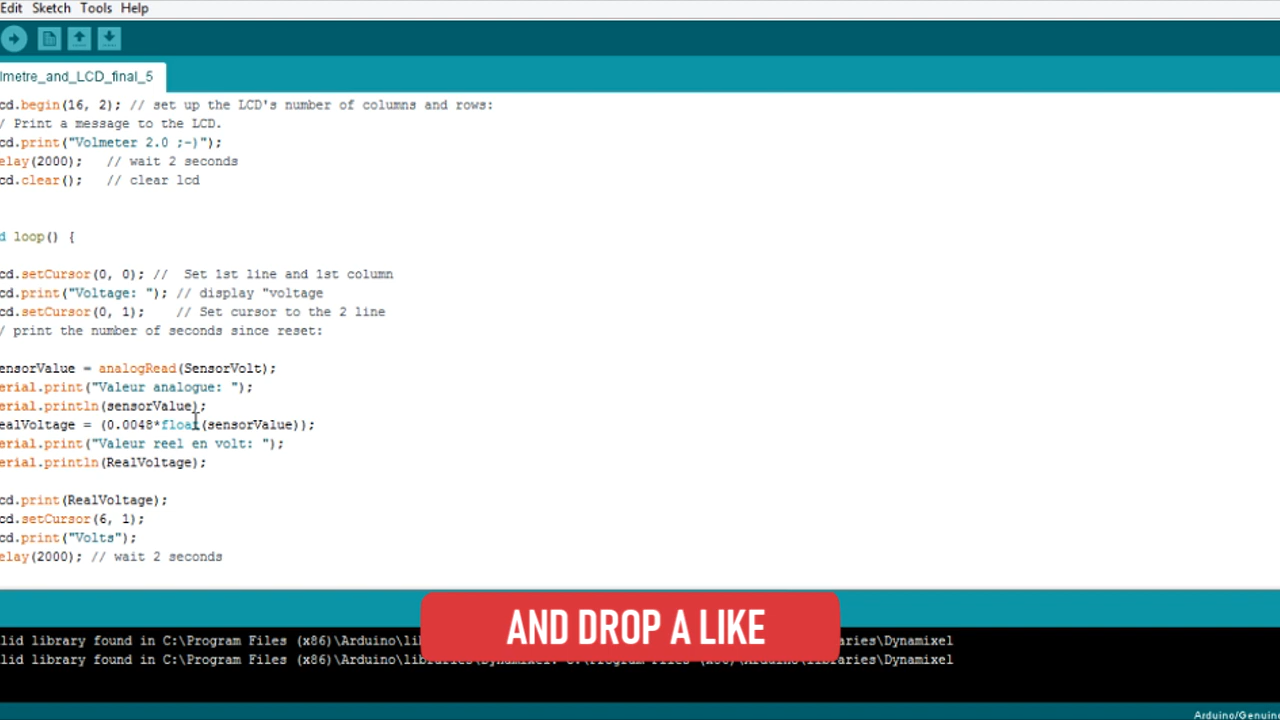 Edit Sketch Tools Help
lmetre_and_LCD_final_5
cd.begin(16, 2); // set up the LCD's number of columns and rows:
/ Print a message to the LCD.
cd.print("Volmeter 2.0 ;-)");
elay(2000);   // wait 2 seconds
cd.clear();   // clear lcd
d loop() {
cd.setCursor(0, 0); //  Set 1st line and 1st column
cd.print("Voltage: "); // display "voltage
cd.setCursor(0, 1);    // Set cursor to the 2 line
/ print the number of seconds since reset:
ensorValue = analogRead(SensorVolt);
erial.print("Valeur analogue: ");
erial.println(sensorValue);
ealVoltage = (0.0048*float(sensorValue));
erial.print("Valeur reel en volt: ");
erial.println(RealVoltage);
cd.print(RealVoltage);
cd.setCursor(6, 1);
cd.print("Volts");
elay(2000); // wait 2 seconds
AND DROP A LIKE
lid library found in C:\Program Files (x86)\Arduino\li aries\Dynamixel
lid library found in C:\Program Files (x86)\Arduino\li aries\Dynamixel
Arduino/Genuino